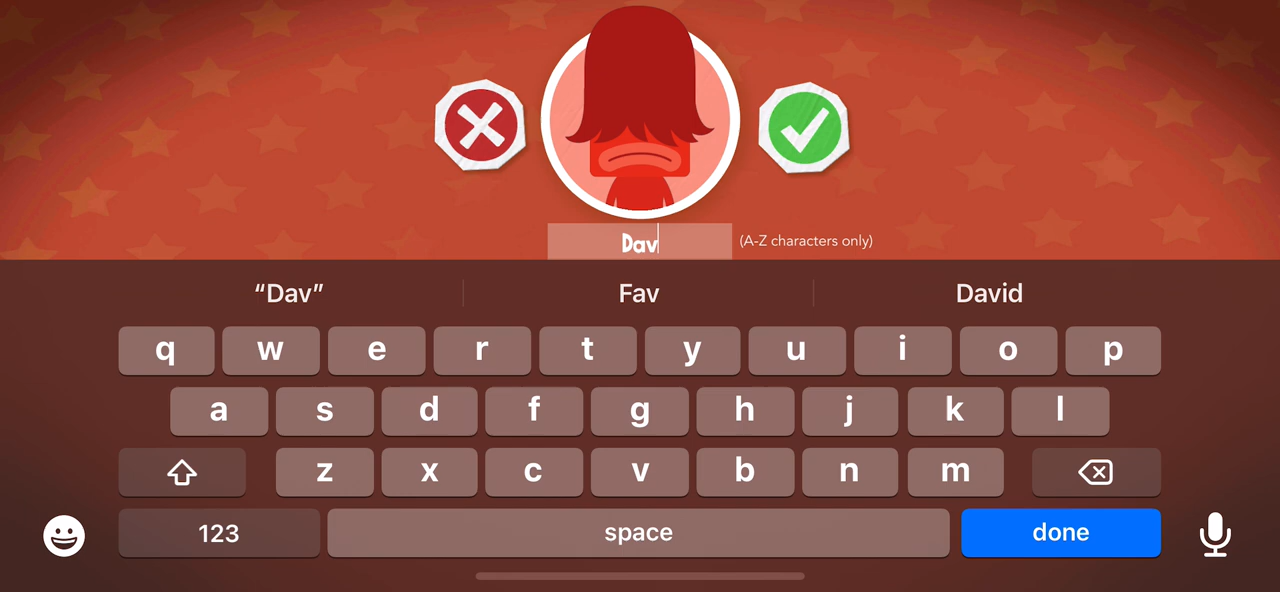 Dav (A-Z characters only)
“Dav” Fav David
q w e r t y u i o p
a s d f g h j k l
z x c v b n m
123 space done